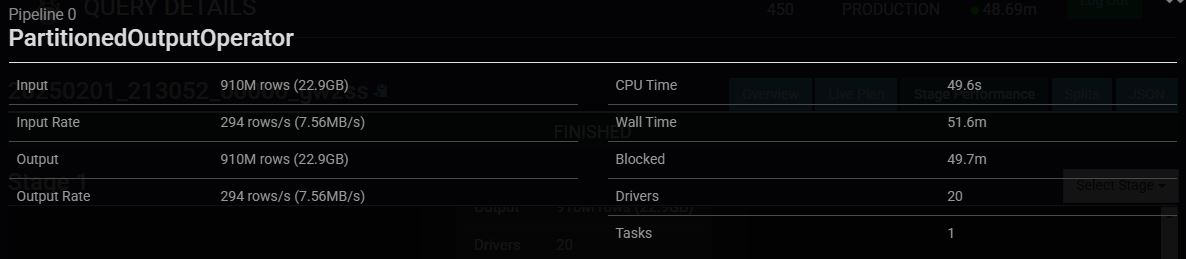 QUERY DETAILS
450 PRODUCTION 48.69m Log Out
Pipeline 0
PartitionedOutputOperator
Input 910M rows (22.9GB) CPU Time 49.6s
Overview Live Plan Stage Performance Splits JSON
Input Rate 294 rows/s (7.56MB/s) Wall Time 51.6m
FINISHED
Output 910M rows (22.9GB) Blocked 49.7m
Stage 1
Select Stage
Output Rate 294 rows/s (7.56MB/s) Drivers 20
Output 910M rows (22.9GB)
Tasks 1
Drivers 20